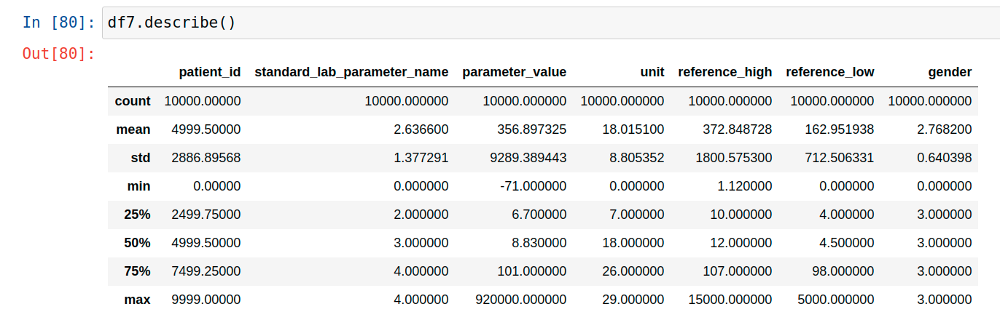 In [80]: df7.describe()
Out[80]:
patient_id standard_lab_parameter_name parameter_value unit reference_high reference_low gender
count 10000.00000 10000.000000 10000.000000 10000.000000 10000.000000 10000.000000 10000.000000
mean 4999.50000 2.636600 356.897325 18.015100 372.848728 162.951938 2.768200
std 2886.89568 1.377291 9289.389443 8.805352 1800.575300 712.506331 0.640398
min 0.00000 0.000000 -71.000000 0.000000 1.120000 0.000000 0.000000
25% 2499.75000 2.000000 6.700000 7.000000 10.000000 4.000000 3.000000
50% 4999.50000 3.000000 8.830000 18.000000 12.000000 4.500000 3.000000
75% 7499.25000 4.000000 101.000000 26.000000 107.000000 98.000000 3.000000
max 9999.00000 4.000000 920000.000000 29.000000 15000.000000 5000.000000 3.000000